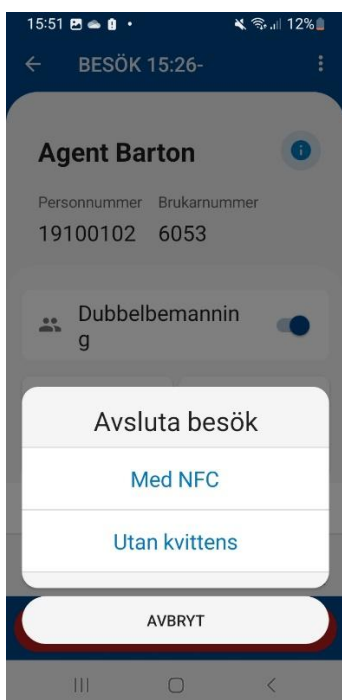 15:51 12%
BESÖK 15:26-
Agent Barton
Personnummer Brukarnummer
19100102 6053
Dubbelbemannin
g
Avsluta besök
Med NFC
Utan kvittens
AVBRYT